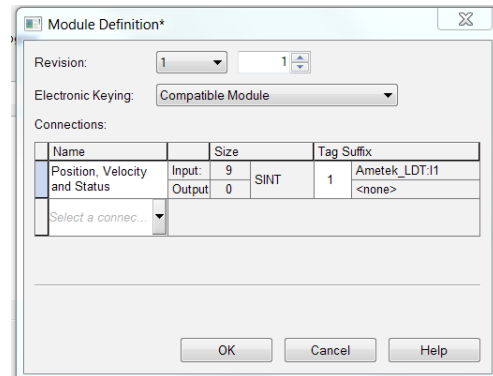 Module Definition*
Revision: 1 1
Electronic Keying: Compatible Module
Connections:
Name Size Tag Suffix
Position, Velocity and Status Input: 9 SINT 1 Ametek_LDT:I1
Output 0 <none>
Select a connec...
OK Cancel Help